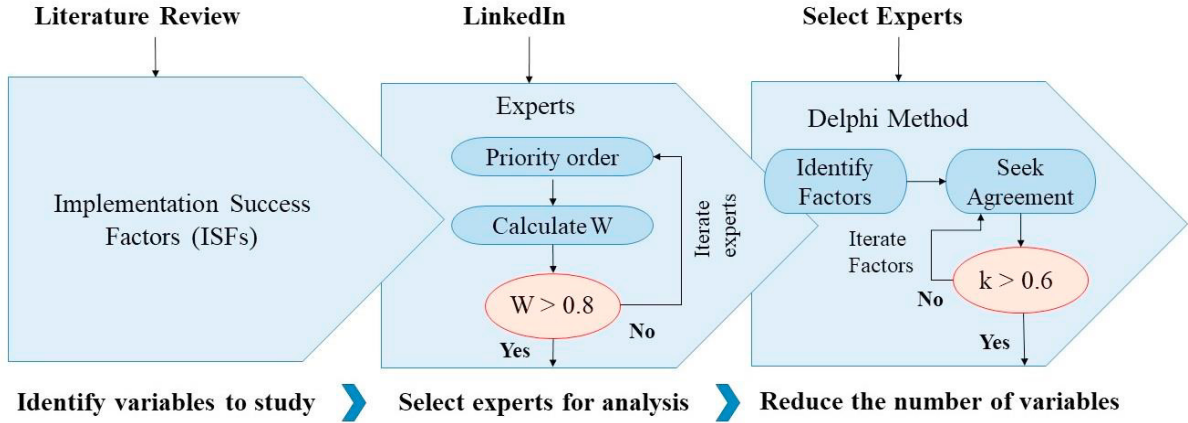 Literature Review
LinkedIn
Select Experts
Implementation Success
Factors (ISFs)
Experts
Priority order
Calculate W
W > 0.8
No
Yes
Iterate
experts
Delphi Method
Identify
Factors
Seek
Agreement
Iterate
Factors
k > 0.6
No
Yes
Identify variables to study
Select experts for analysis
Reduce the number of variables